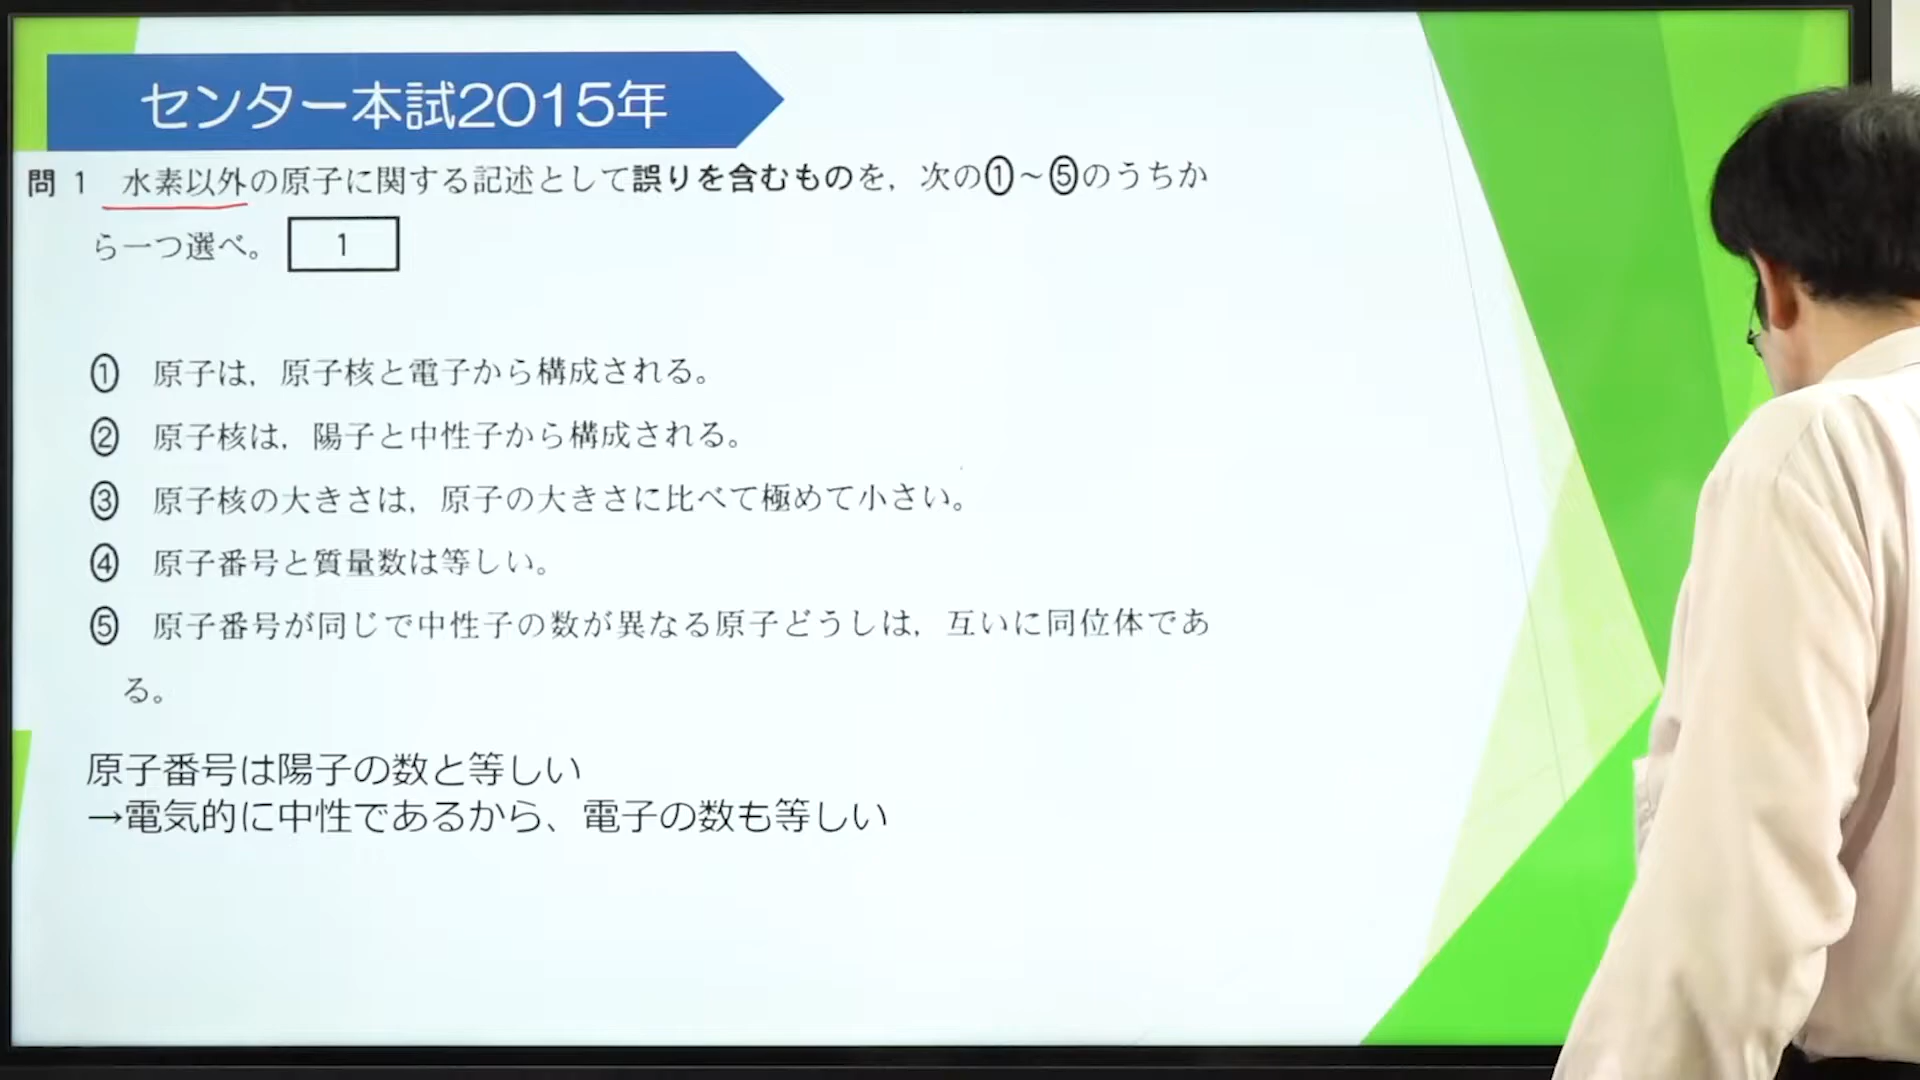 センター本試2015年
問 1 水素以外の原子に関する記述として誤りを含むものを，次の①～⑤のうちか
ら一つ選べ。 1
① 原子は，原子核と電子から構成される。
② 原子核は，陽子と中性子から構成される。
③ 原子核の大きさは，原子の大きさに比べて極めて小さい。
④ 原子番号と質量数は等しい。
⑤ 原子番号が同じで中性子の数が異なる原子どうしは，互いに同位体であ
る。
原子番号は陽子の数と等しい
→電気的に中性であるから、電子の数も等しい